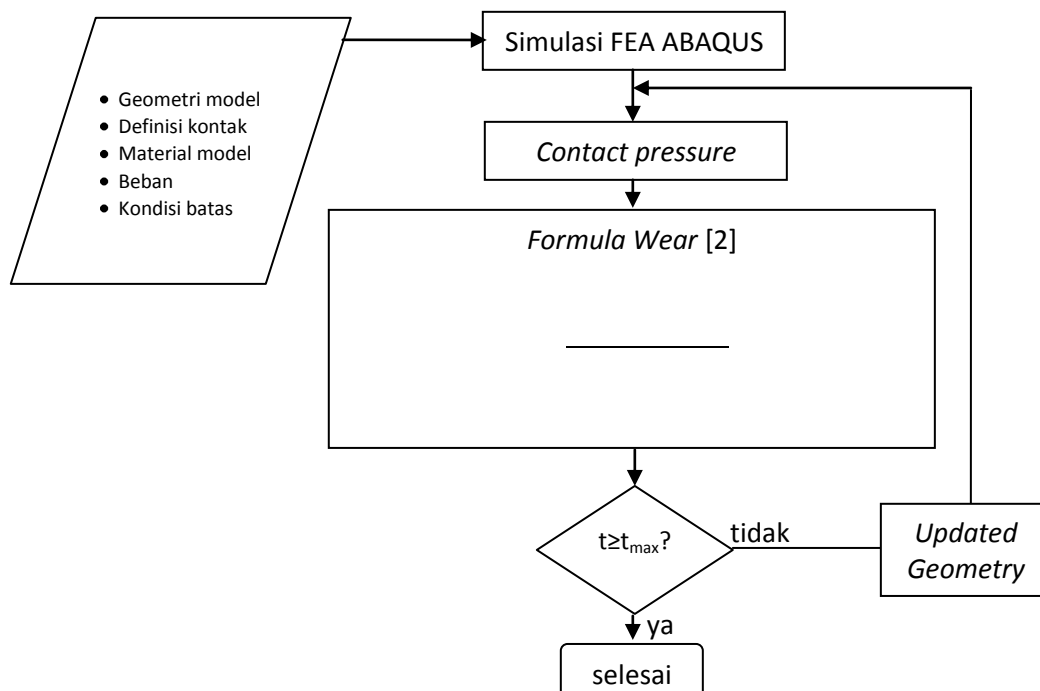 Simulasi FEA ABAQUS
• Geometri model
• Definisi kontak
• Material model
• Beban
• Kondisi batas
Contact pressure
Formula Wear [2]
t≥tmax?
tidak
Updated
Geometry
ya
selesai